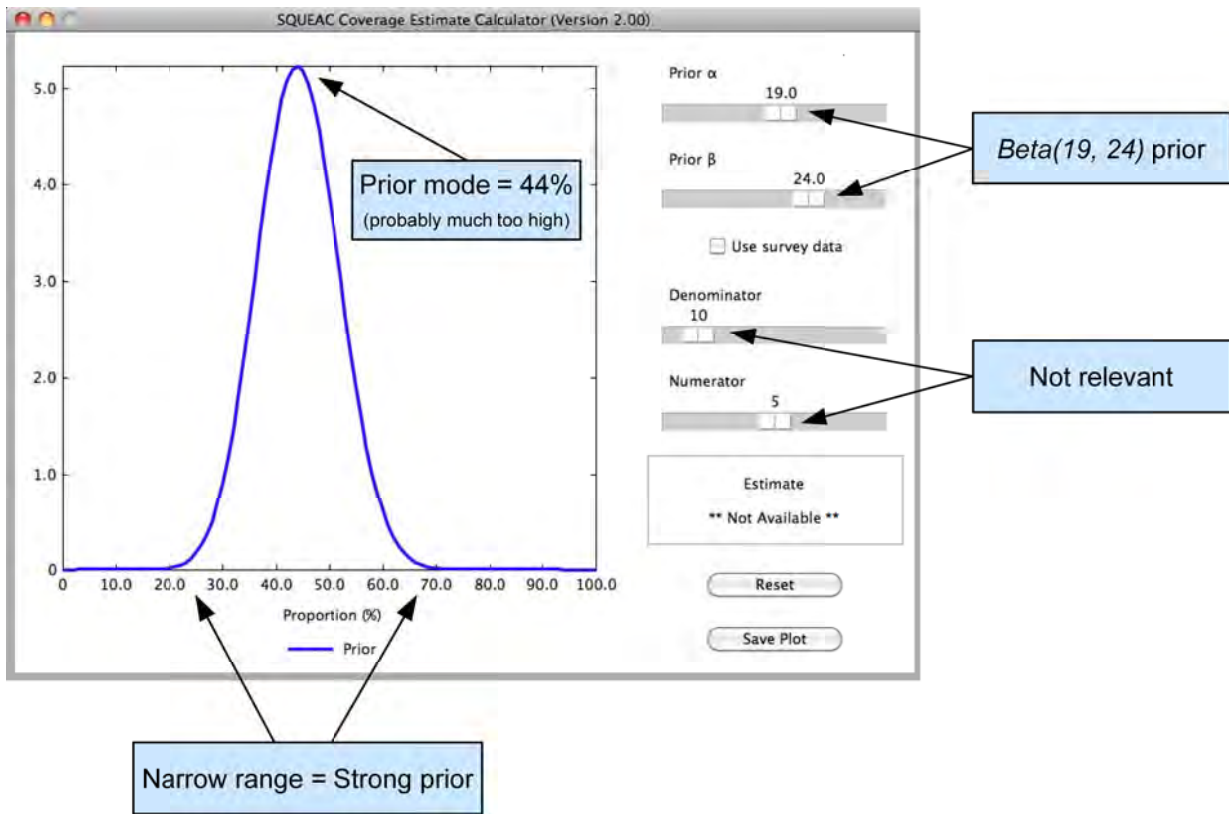 SQUEAC Coverage Estimate Calculator (Version 2.00)
5.0
4.0
3.0
2.0
1.0
0
0 10.0 20.0 30.0 40.0 50.0 60.0 70.0 80.0 90.0 100.0
Proportion (%)
Prior
Prior mode = 44%
(probably much too high)
Narrow range = Strong prior
Prior α
19.0
Prior β
24.0
Use survey data
Denominator
10
Numerator
5
Estimate
** Not Available **
Reset
Save Plot
Beta(19, 24) prior
Not relevant